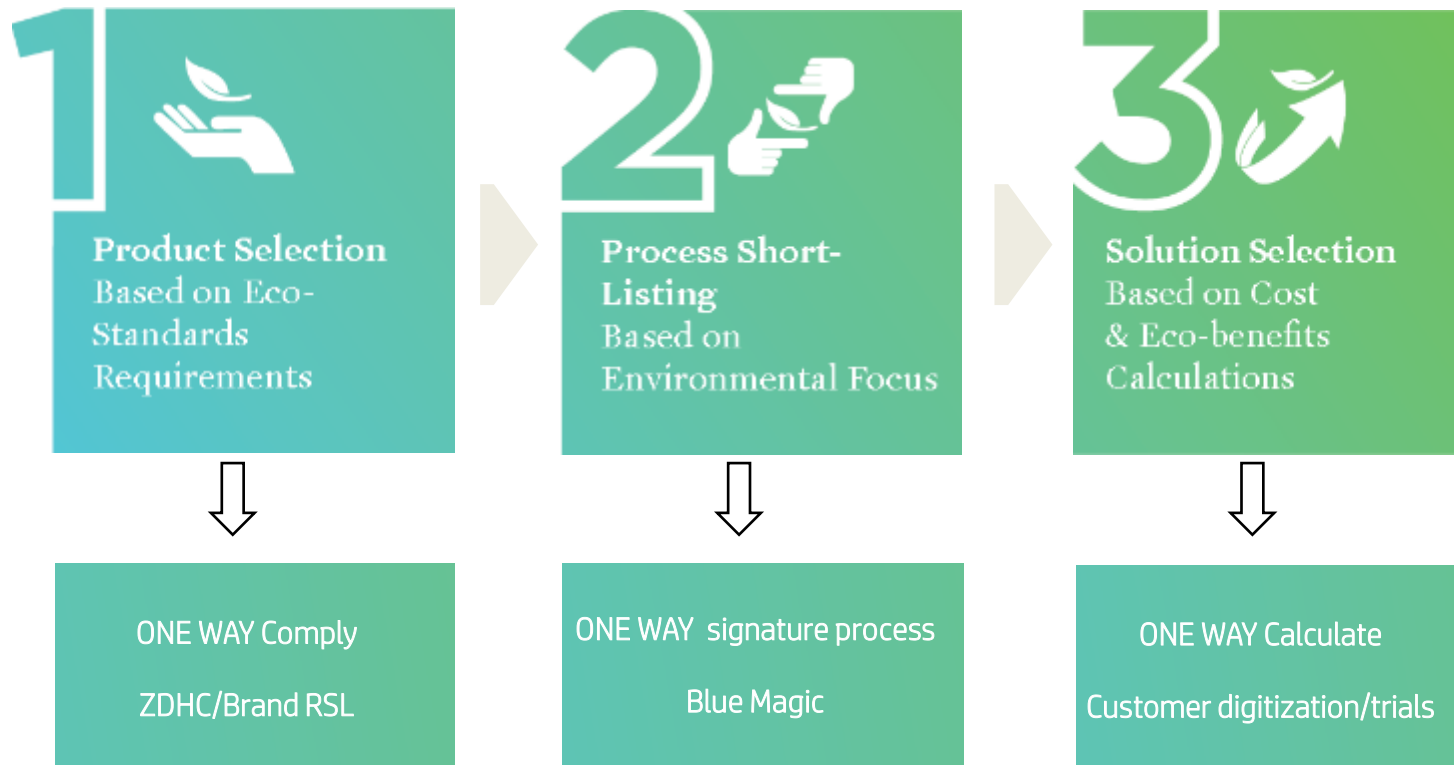 1
Product Selection
Based on Eco-
Standards
Requirements
2
Process Short-
Listing
Based on
Environmental Focus
3
Solution Selection
Based on Cost
& Eco-benefits
Calculations
ONE WAY Comply
ZDHC/Brand RSL
ONE WAY signature process
Blue Magic
ONE WAY Calculate
Customer digitization/trials